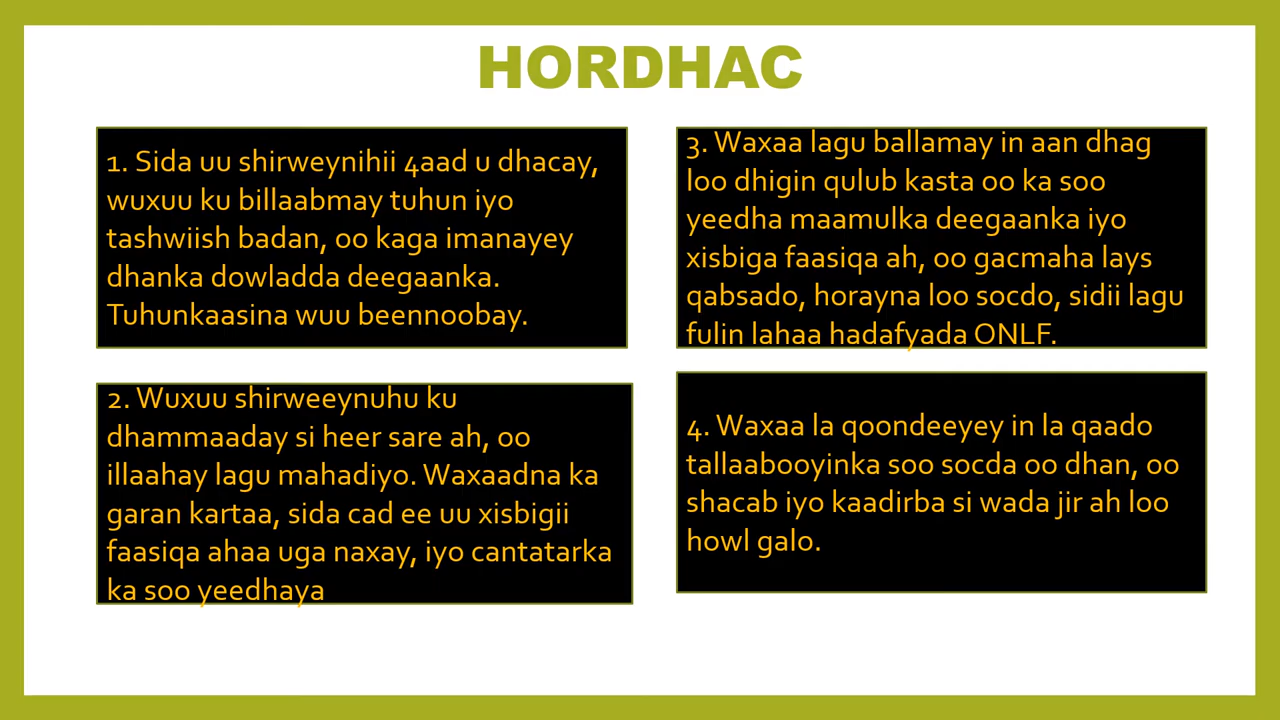 HORDHAC
1. Sida uu shirweynihii 4aad u dhacay,
wuxuu ku billaabmay tuhun iyo
tashwiish badan, oo kaga imanayey
dhanka dowladda deegaanka.
Tuhunkaasina wuu beennoobay.
2. Wuxuu shirweeynuhu ku
dhammaaday si heer sare ah, oo
illaahay lagu mahadiyo. Waxaadna ka
garan kartaa, sida cad ee uu xisbigii
faasiqa ahaa uga naxay, iyo cantatarka
ka soo yeedhaya
3. Waxaa lagu ballamay in aan dhag
loo dhigin qulub kasta oo ka soo
yeedha maamulka deegaanka iyo
xisbiga faasiqa ah, oo gacmaha lays
qabsado, horayna loo socdo, sidii lagu
fulin lahaa hadafyada ONLF.
4. Waxaa la qoondeeyey in la qaado
tallaabooyinka soo socda oo dhan, oo
shacab iyo kaadirba si wada jir ah loo
howl galo.